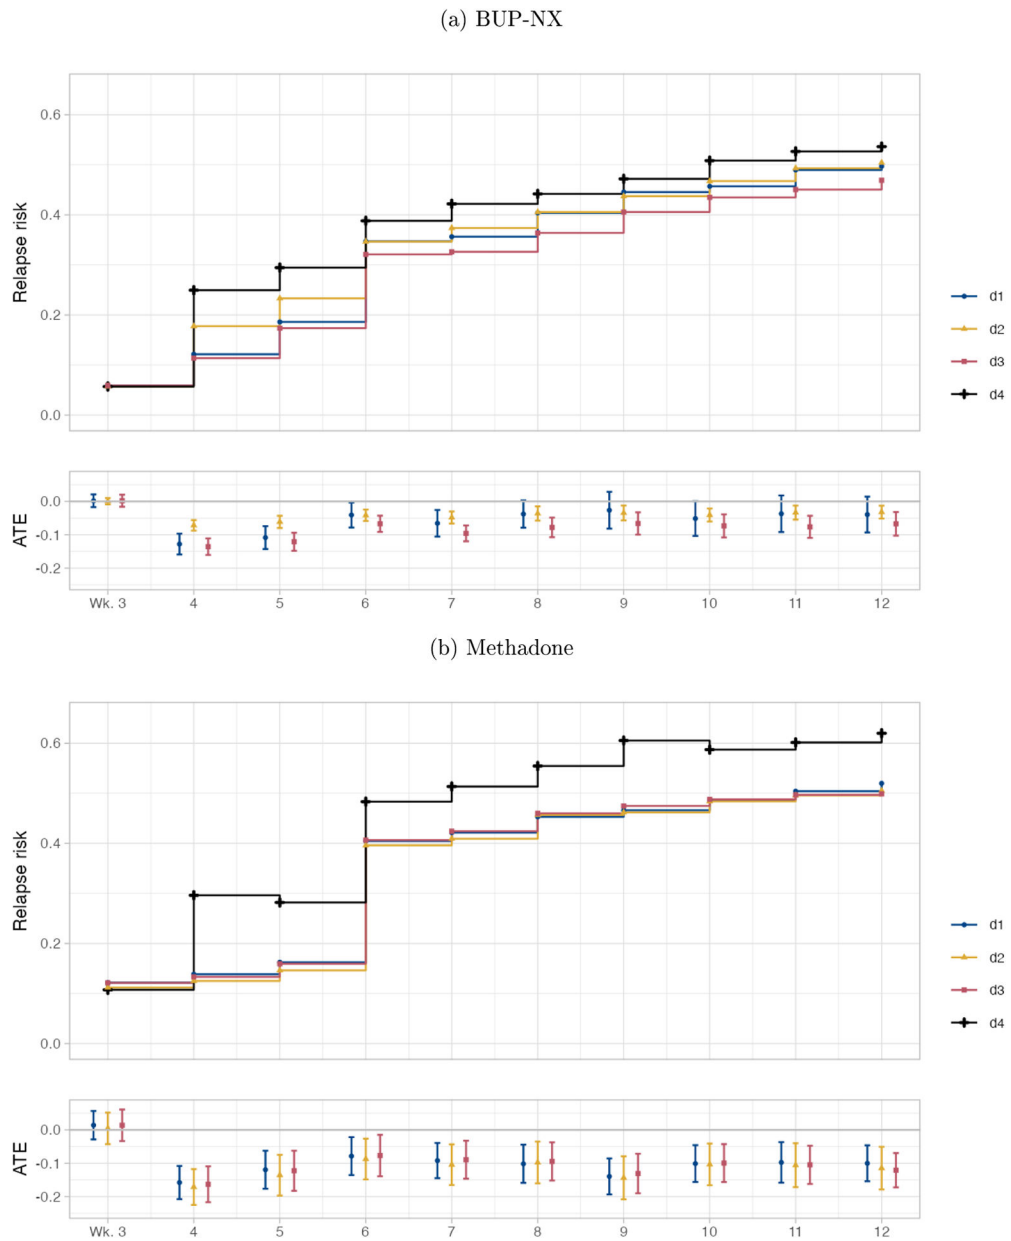 (a) BUP-NX
0.6
0.4
0.2
0.0
Relapse risk
d1
d2
d3
d4
0.0
-0.1
-0.2
ATE
Wk. 3 4 5 6 7 8 9 10 11 12
(b) Methadone
0.6
0.4
0.2
0.0
Relapse risk
d1
d2
d3
d4
0.0
-0.1
-0.2
ATE
Wk. 3 4 5 6 7 8 9 10 11 12